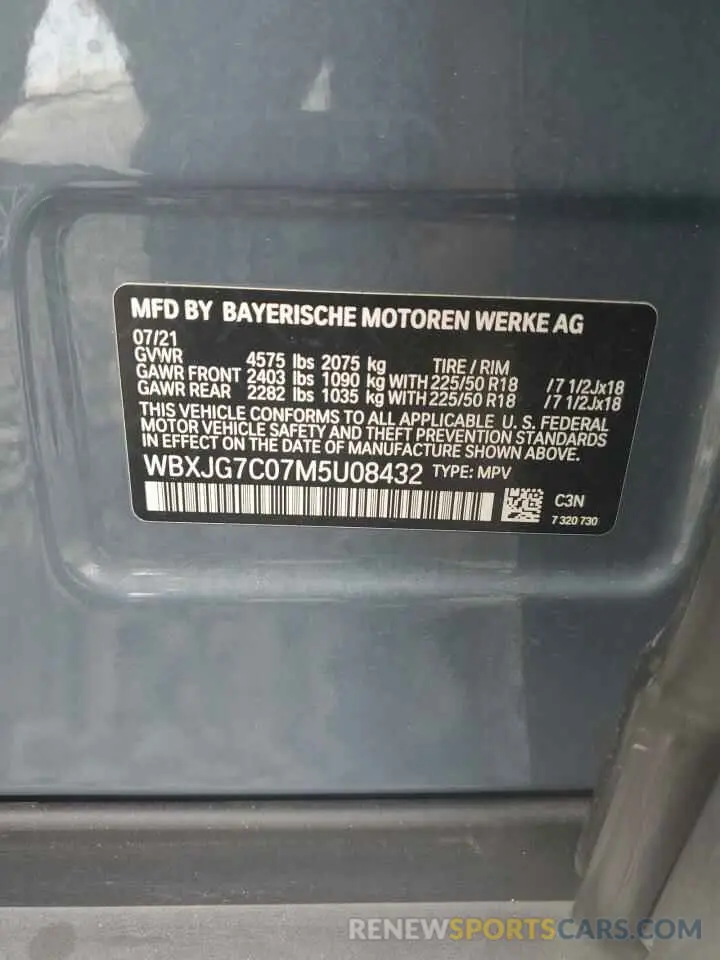 MFD BY BAYERISCHE MOTOREN WERKE AG
07/21
GVWR 4575 lbs 2075 kg TIRE / RIM
GAWR FRONT 2403 lbs 1090 kg WITH 225/50 R18 /7 1/2Jx18
GAWR REAR 2282 lbs 1035 kg WITH 225/50 R18 /7 1/2Jx18
THIS VEHICLE CONFORMS TO ALL APPLICABLE U. S. FEDERAL
MOTOR VEHICLE SAFETY AND THEFT PREVENTION STANDARDS
IN EFFECT ON THE DATE OF MANUFACTURE SHOWN ABOVE.
WBXJG7C07M5U08432 TYPE: MPV
C3N
7 320 730
RENEWSPORTSCARS.COM